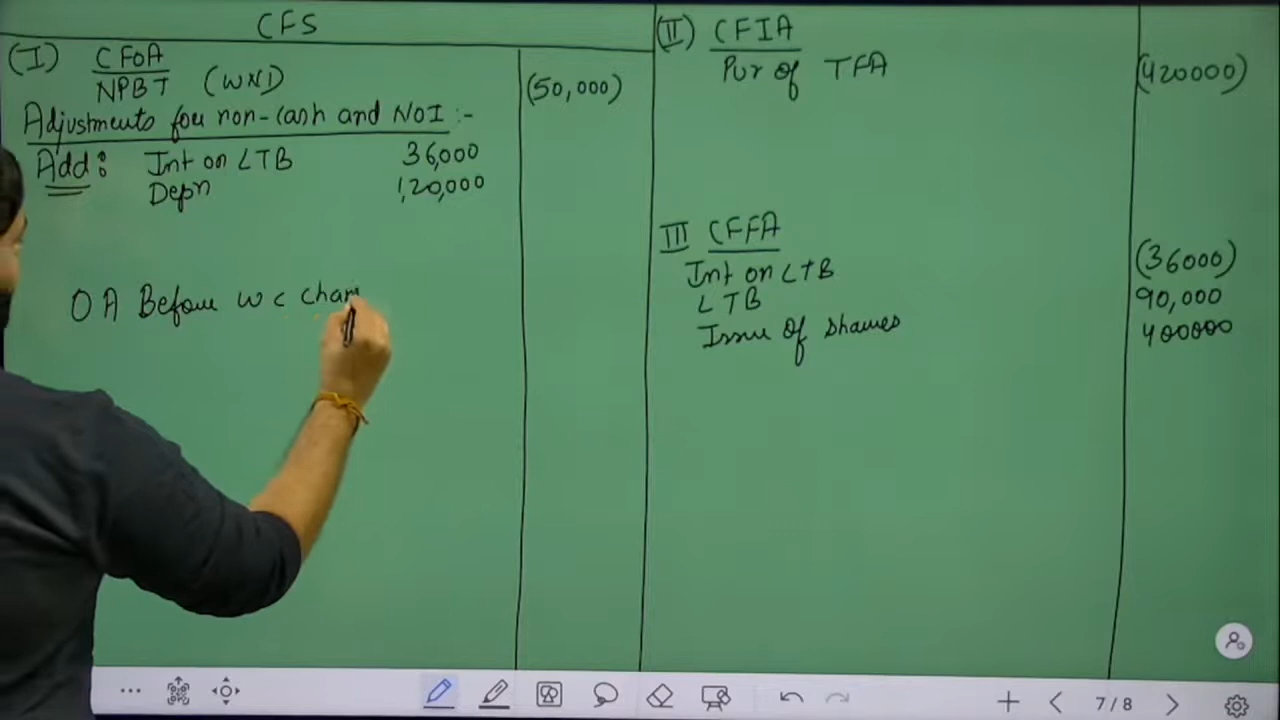 CFS
(I) CFOA
NPBT (WN1) (50,000)
Adjustments for non-cash and NOI :-
Add: Int on LTB 36,000
Depn 1,20,000
OA Before WC Chan
(II) CFIA
Pur of TFA (420000)
III CFFA
Int on LTB (36000)
LTB 90,000
Issue of shares 400000
7/8